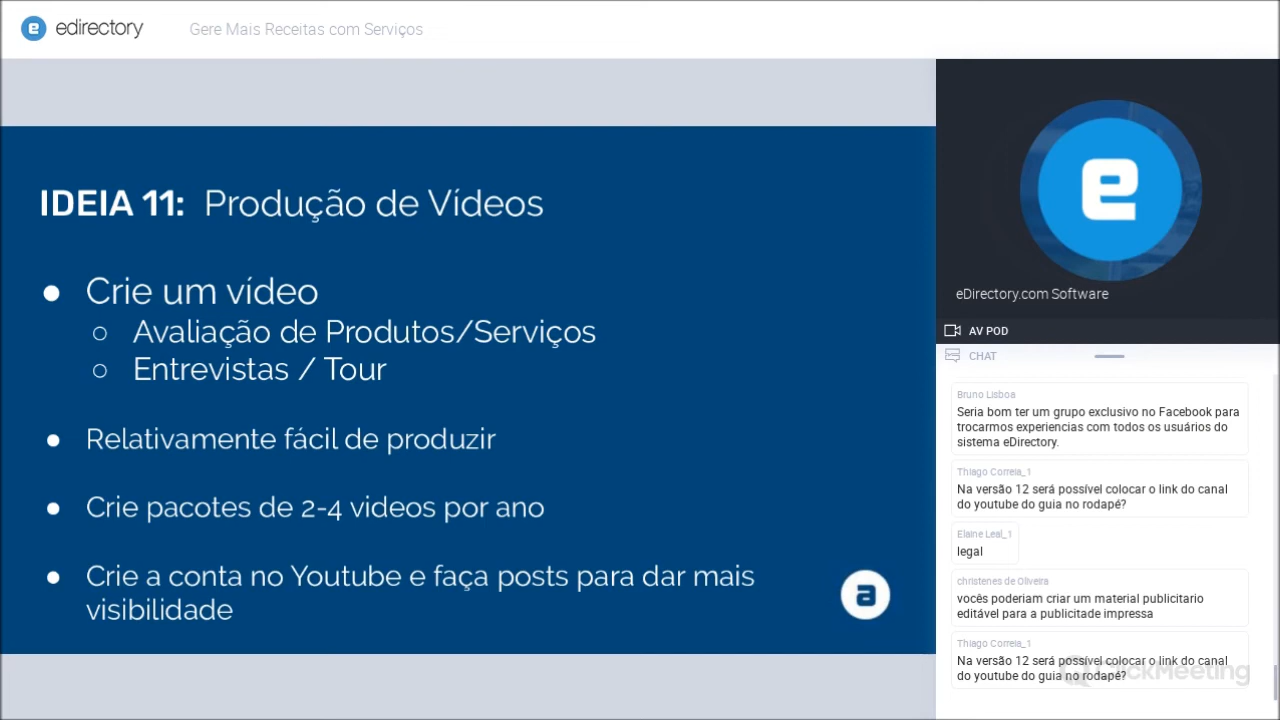 e edirectory
Gere Mais Receitas com Serviços
IDEIA 11: Produção de Vídeos
● Crie um vídeo
○ Avaliação de Produtos/Serviços
○ Entrevistas / Tour
● Relativamente fácil de produzir
● Crie pacotes de 2-4 videos por ano
● Crie a conta no Youtube e faça posts para dar mais
visibilidade
a
e
eDirectory.com Software
AV POD
CHAT
Bruno Lisboa
Seria bom ter um grupo exclusivo no Facebook para
trocarmos experiencias com todos os usuários do
sistema eDirectory.
Thiago Correia_1
Na versão 12 será possível colocar o link do canal
do youtube do guia no rodapé?
Elaine Leal_1
legal
christenes de Oliveira
vocês poderiam criar um material publicitario
editável para a publicitade impressa
Thiago Correia_1
Na versão 12 será possível colocar o link do canal
do youtube do guia no rodapé?
ClickMeeting